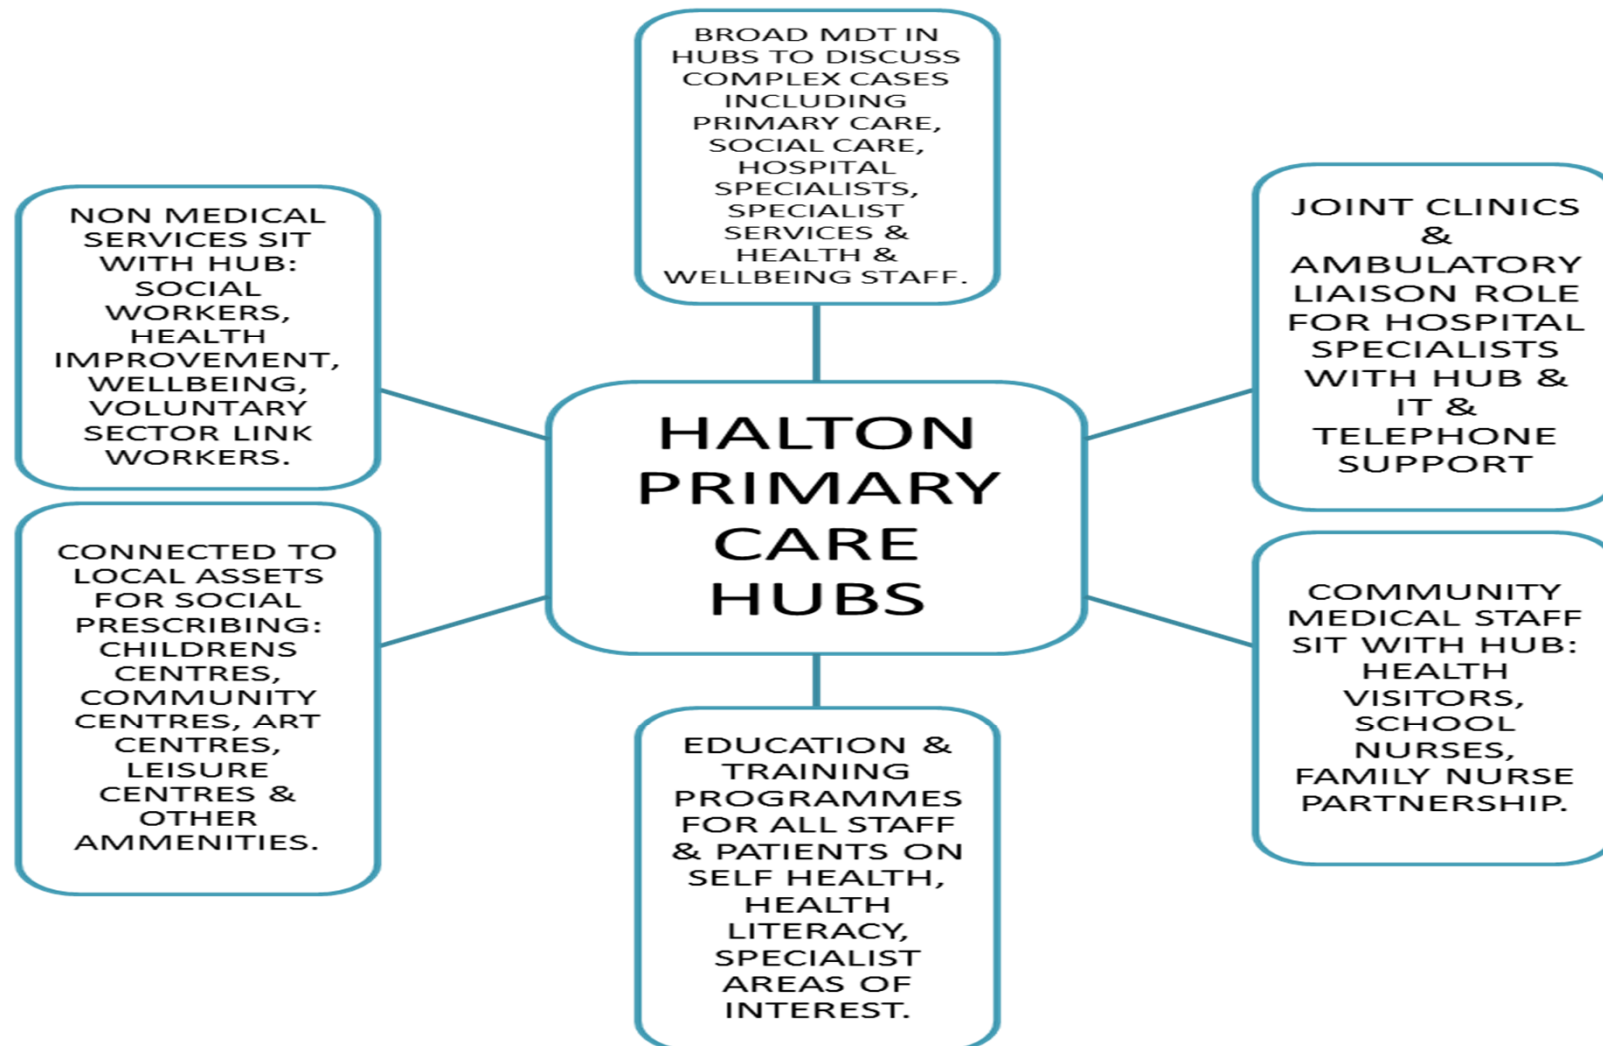 BROAD MDT IN
HUBS TO DISCUSS
COMPLEX CASES
INCLUDING
PRIMARY CARE,
SOCIAL CARE,
HOSPITAL
SPECIALISTS,
SPECIALIST
SERVICES &
HEALTH &
WELLBEING STAFF.
NON MEDICAL
SERVICES SIT
WITH HUB:
SOCIAL
WORKERS,
HEALTH
IMPROVEMENT,
WELLBEING,
VOLUNTARY
SECTOR LINK
WORKERS.
JOINT CLINICS
&
AMBULATORY
LIAISON ROLE
FOR HOSPITAL
SPECIALISTS
WITH HUB &
IT &
TELEPHONE
SUPPORT
HALTON
PRIMARY
CARE
HUBS
CONNECTED TO
LOCAL ASSETS
FOR SOCIAL
PRESCRIBING:
CHILDRENS
CENTRES,
COMMUNITY
CENTRES, ART
CENTRES,
LEISURE
CENTRES &
OTHER
AMMENITIES.
COMMUNITY
MEDICAL STAFF
SIT WITH HUB:
HEALTH
VISITORS,
SCHOOL
NURSES,
FAMILY NURSE
PARTNERSHIP.
EDUCATION &
TRAINING
PROGRAMMES
FOR ALL STAFF
& PATIENTS ON
SELF HEALTH,
HEALTH
LITERACY,
SPECIALIST
AREAS OF
INTEREST.